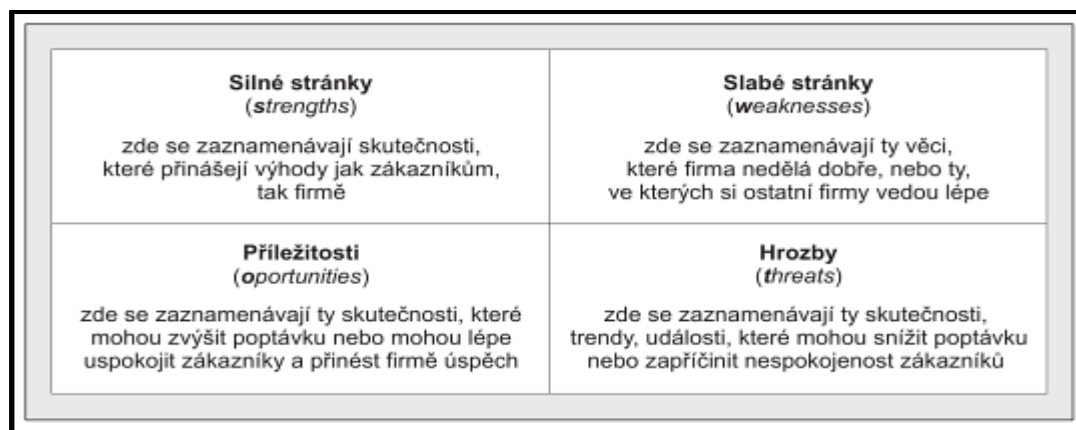 Silné stránky
(strengths)
zde se zaznamenávají skutečnosti,
které přinášejí výhody jak zákazníkům,
tak firmě
Slabé stránky
(weaknesses)
zde se zaznamenávají ty věci,
které firma nedělá dobře, nebo ty,
ve kterých si ostatní firmy vedou lépe
Příležitosti
(oportunities)
zde se zaznamenávají ty skutečnosti, které
mohou zvýšit poptávku nebo mohou lépe
uspokojit zákazníky a přinést firmě úspěch
Hrozby
(threats)
zde se zaznamenávají ty skutečnosti,
trendy, události, které mohou snížit poptávku
nebo zapříčinit nespokojenost zákazníků